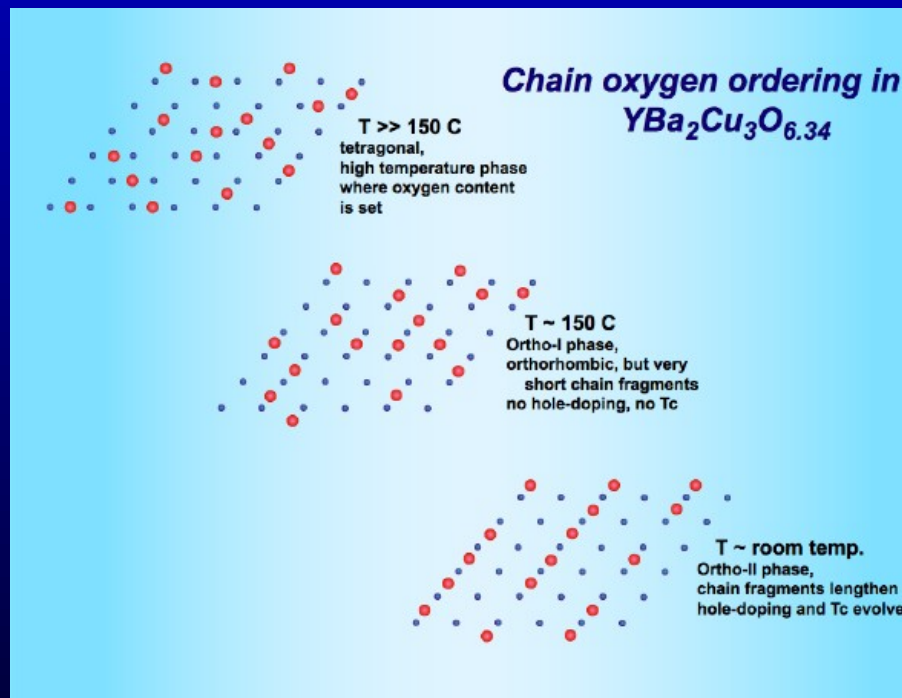 Chain oxygen ordering in
YBa₂Cu₃O₆.₃₄
T >> 150 C
tetragonal,
high temperature phase
where oxygen content
is set
T ~ 150 C
Ortho-I phase,
orthorhombic, but very
short chain fragments
no hole-doping, no Tc
T ~ room temp.
Ortho-II phase,
chain fragments lengthen
hole-doping and Tc evolve